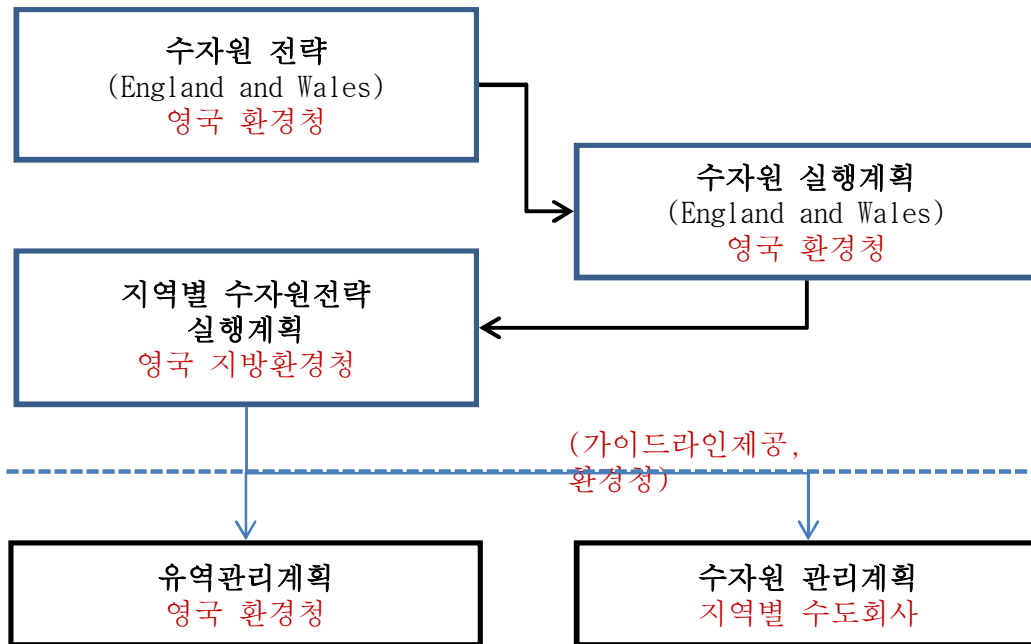 수자원 전략
(England and Wales)
영국 환경청
수자원 실행계획
(England and Wales)
영국 환경청
지역별 수자원전략
실행계획
영국 지방환경청
(가이드라인제공,
환경청)
유역관리계획
영국 환경청
수자원 관리계획
지역별 수도회사